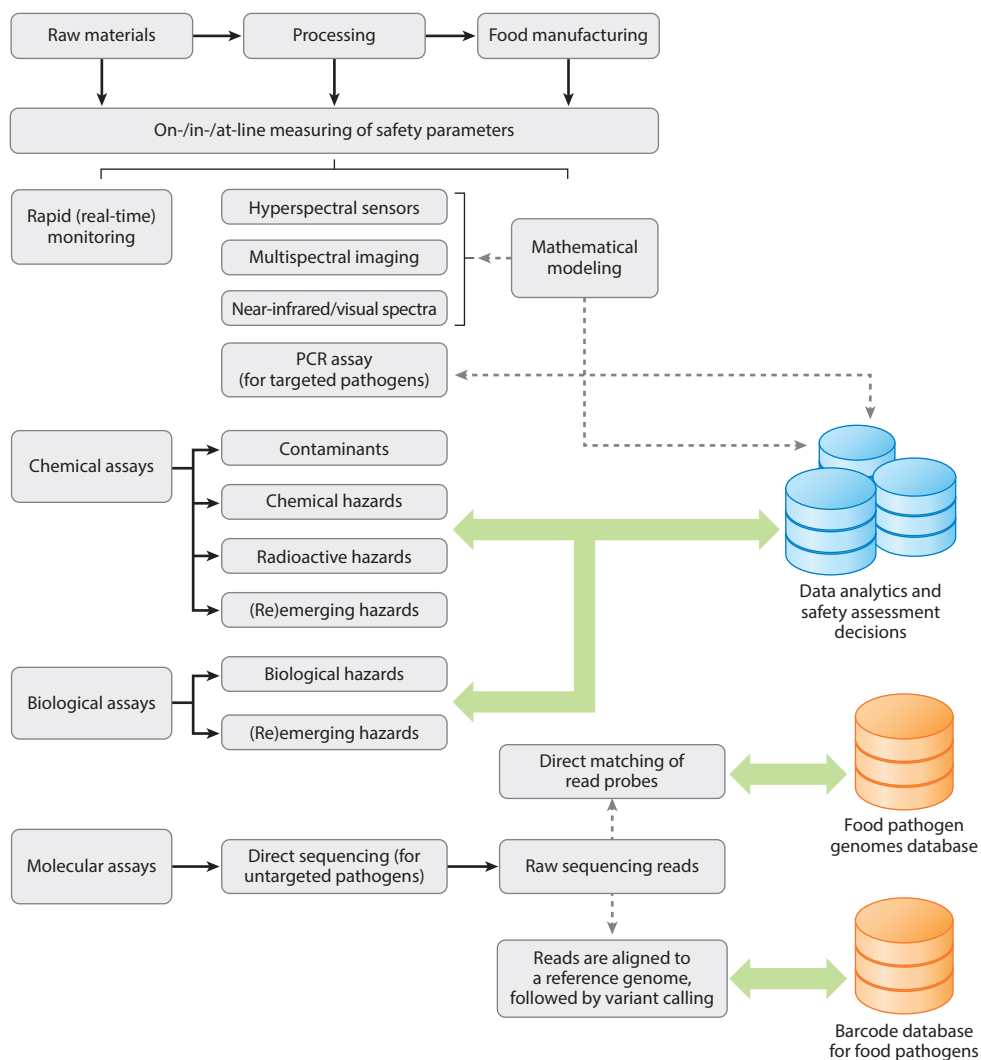 Raw materials
Processing
Food manufacturing
On-/in-/at-line measuring of safety parameters
Rapid (real-time)
monitoring
Hyperspectral sensors
Multispectral imaging
Near-infrared/visual spectra
Mathematical
modeling
PCR assay
(for targeted pathogens)
Chemical assays
Contaminants
Chemical hazards
Radioactive hazards
(Re)emerging hazards
Data analytics and
safety assessment
decisions
Biological assays
Biological hazards
(Re)emerging hazards
Direct matching of
read probes
Food pathogen
genomes database
Molecular assays
Direct sequencing (for
untargeted pathogens)
Raw sequencing reads
Reads are aligned to
a reference genome,
followed by variant calling
Barcode database
for food pathogens